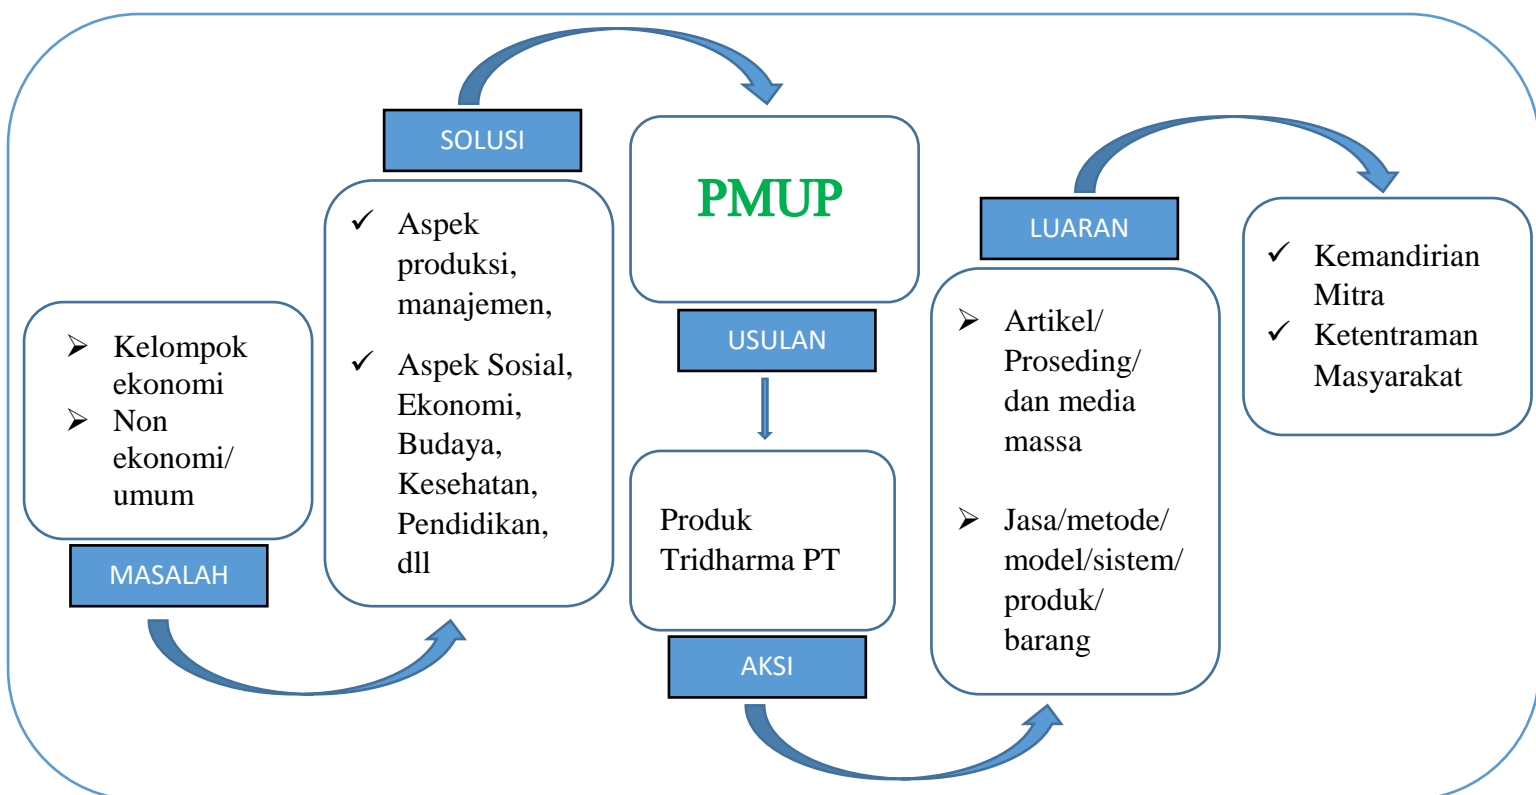 ➢ Kelompok
ekonomi
➢ Non
ekonomi/
umum
MASALAH
SOLUSI
✓ Aspek
produksi,
manajemen,
✓ Aspek Sosial,
Ekonomi,
Budaya,
Kesehatan,
Pendidikan,
dll
PMUP
USULAN
Produk
Tridharma PT
AKSI
LUARAN
➢ Artikel/
Proseding/
dan media
massa
➢ Jasa/metode/
model/sistem/
produk/
barang
✓ Kemandirian
Mitra
✓ Ketentraman
Masyarakat